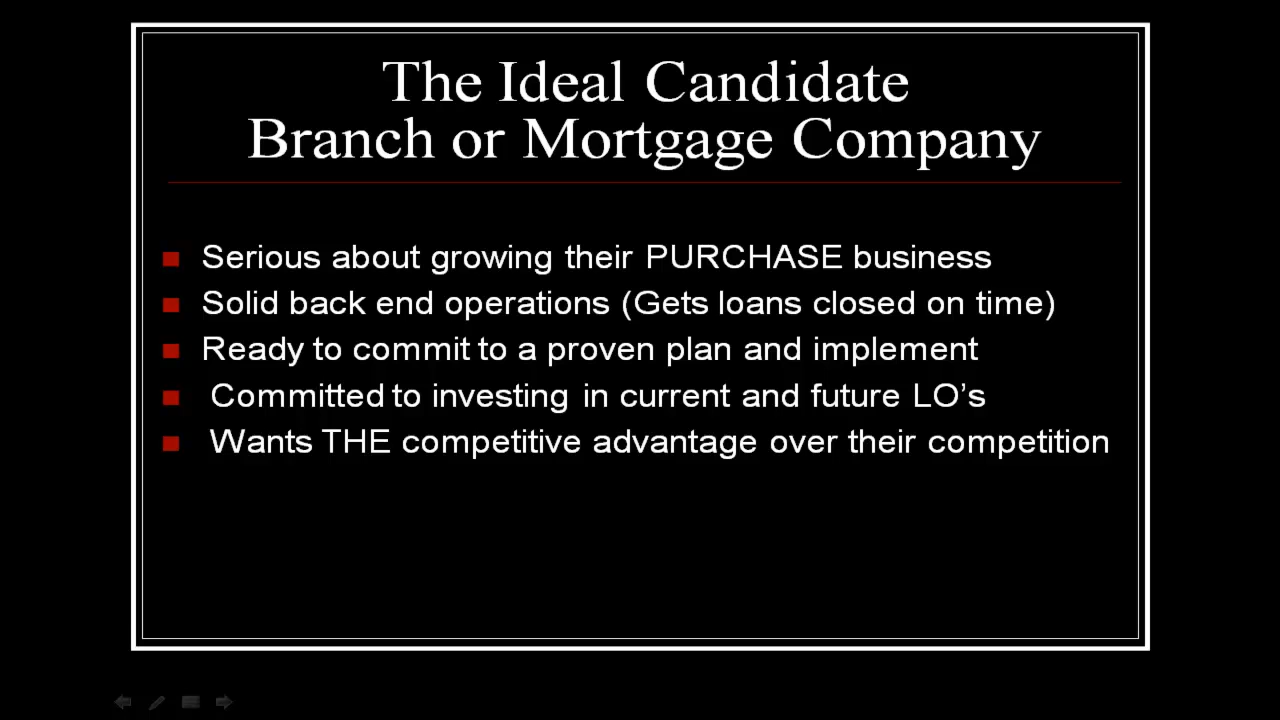 The Ideal Candidate
Branch or Mortgage Company
Serious about growing their PURCHASE business
Solid back end operations (Gets loans closed on time)
Ready to commit to a proven plan and implement
Committed to investing in current and future LO’s
Wants THE competitive advantage over their competition